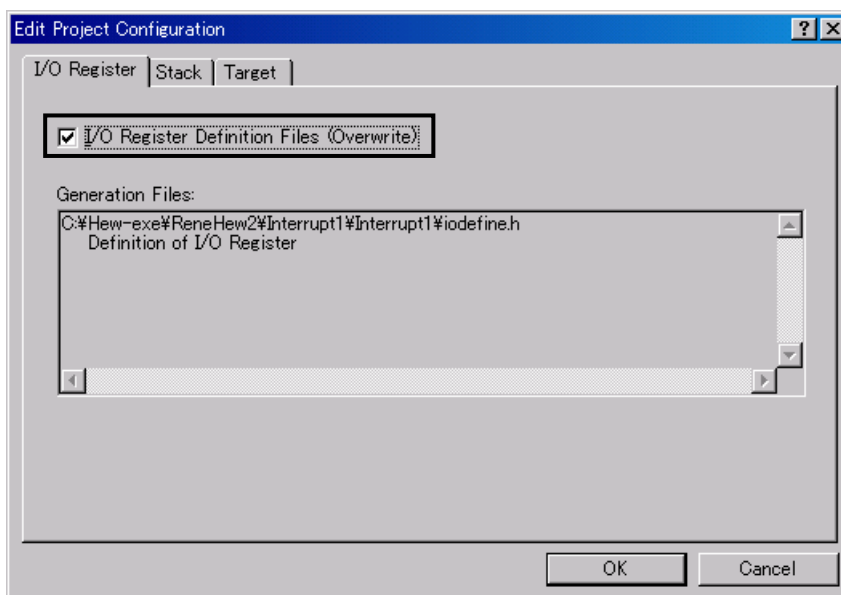 Edit Project Configuration
I/O Register Stack Target
I/O Register Definition Files (Overwrite)
Generation Files:
C:¥Hew-exe¥ReneHew2¥Interrupt1¥Interrupt1¥iodefine.h
Definition of I/O Register
OK Cancel